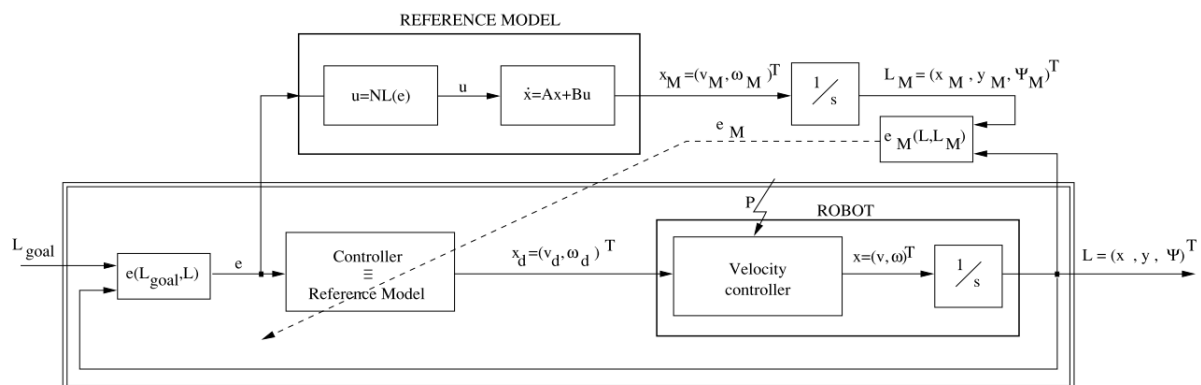 REFERENCE MODEL
u=NL(e)
u
ẋ=Ax+Bu
x_M=(v_M, ω_M)^T
1/s
L_M = (x_M, y_M, Ψ_M)^T
e_M
e_M(L,L_M)
P
ROBOT
L_goal
e(L_goal,L)
e
Controller
≡
Reference Model
x_d=(v_d, ω_d)^T
Velocity
controller
x=(v, ω)^T
1/s
L = (x , y , Ψ)^T